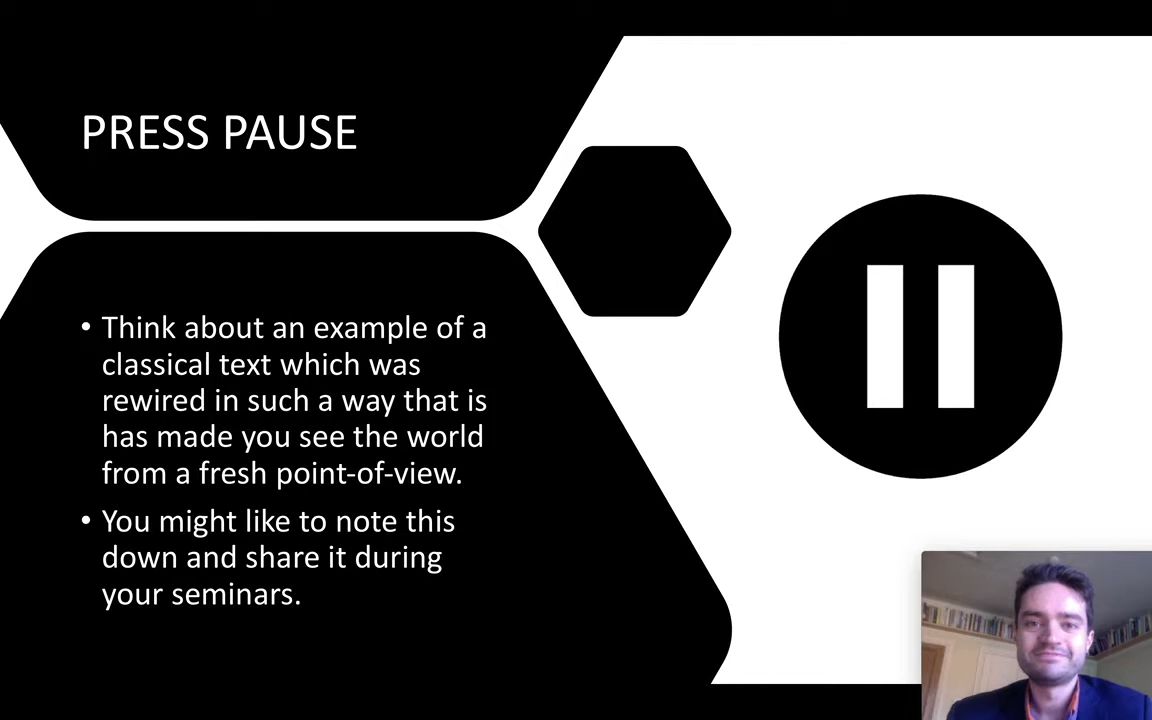 PRESS PAUSE
• Think about an example of a
classical text which was
rewired in such a way that is
has made you see the world
from a fresh point-of-view.
• You might like to note this
down and share it during
your seminars.